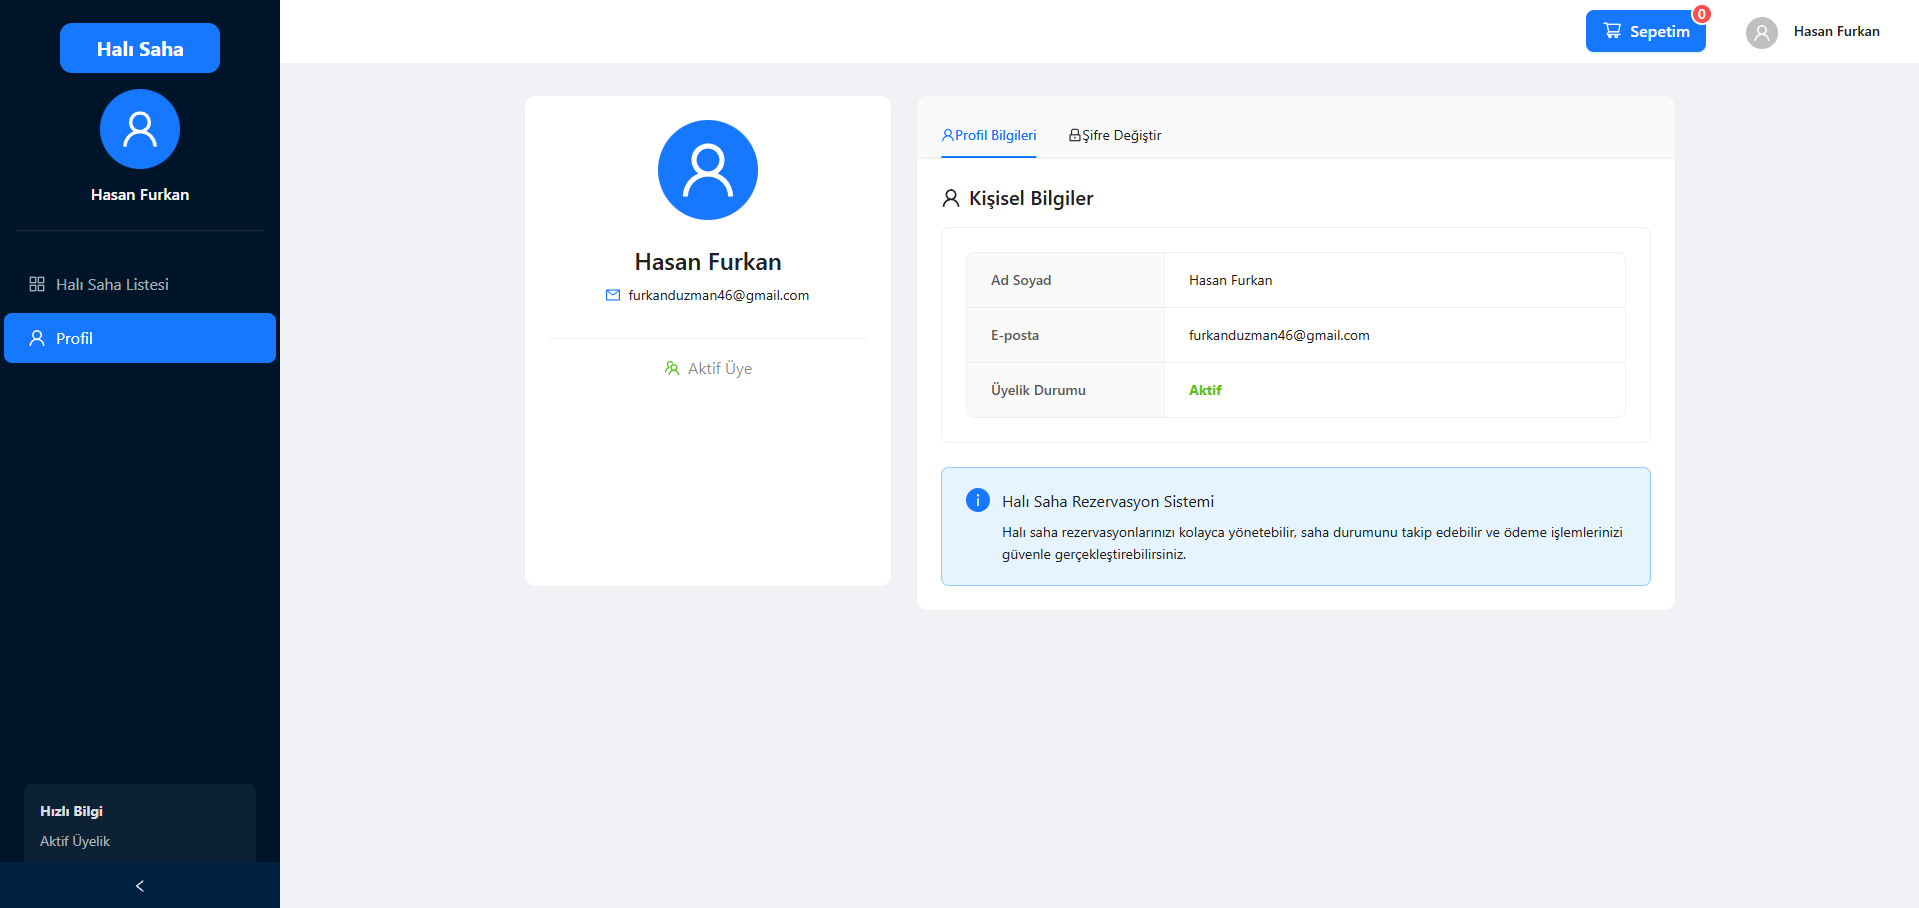 Halı Saha
Hasan Furkan
Halı Saha Listesi
Profil
Hızlı Bilgi
Aktif Üyelik
Sepetim
0
Hasan Furkan
Hasan Furkan
furkanduzman46@gmail.com
Aktif Üye
Profil Bilgileri
Şifre Değiştir
Kişisel Bilgiler
Ad Soyad Hasan Furkan
E-posta furkanduzman46@gmail.com
Üyelik Durumu Aktif
Halı Saha Rezervasyon Sistemi
Halı saha rezervasyonlarınızı kolayca yönetebilir, saha durumunu takip edebilir ve ödeme işlemlerinizi
güvenle gerçekleştirebilirsiniz.